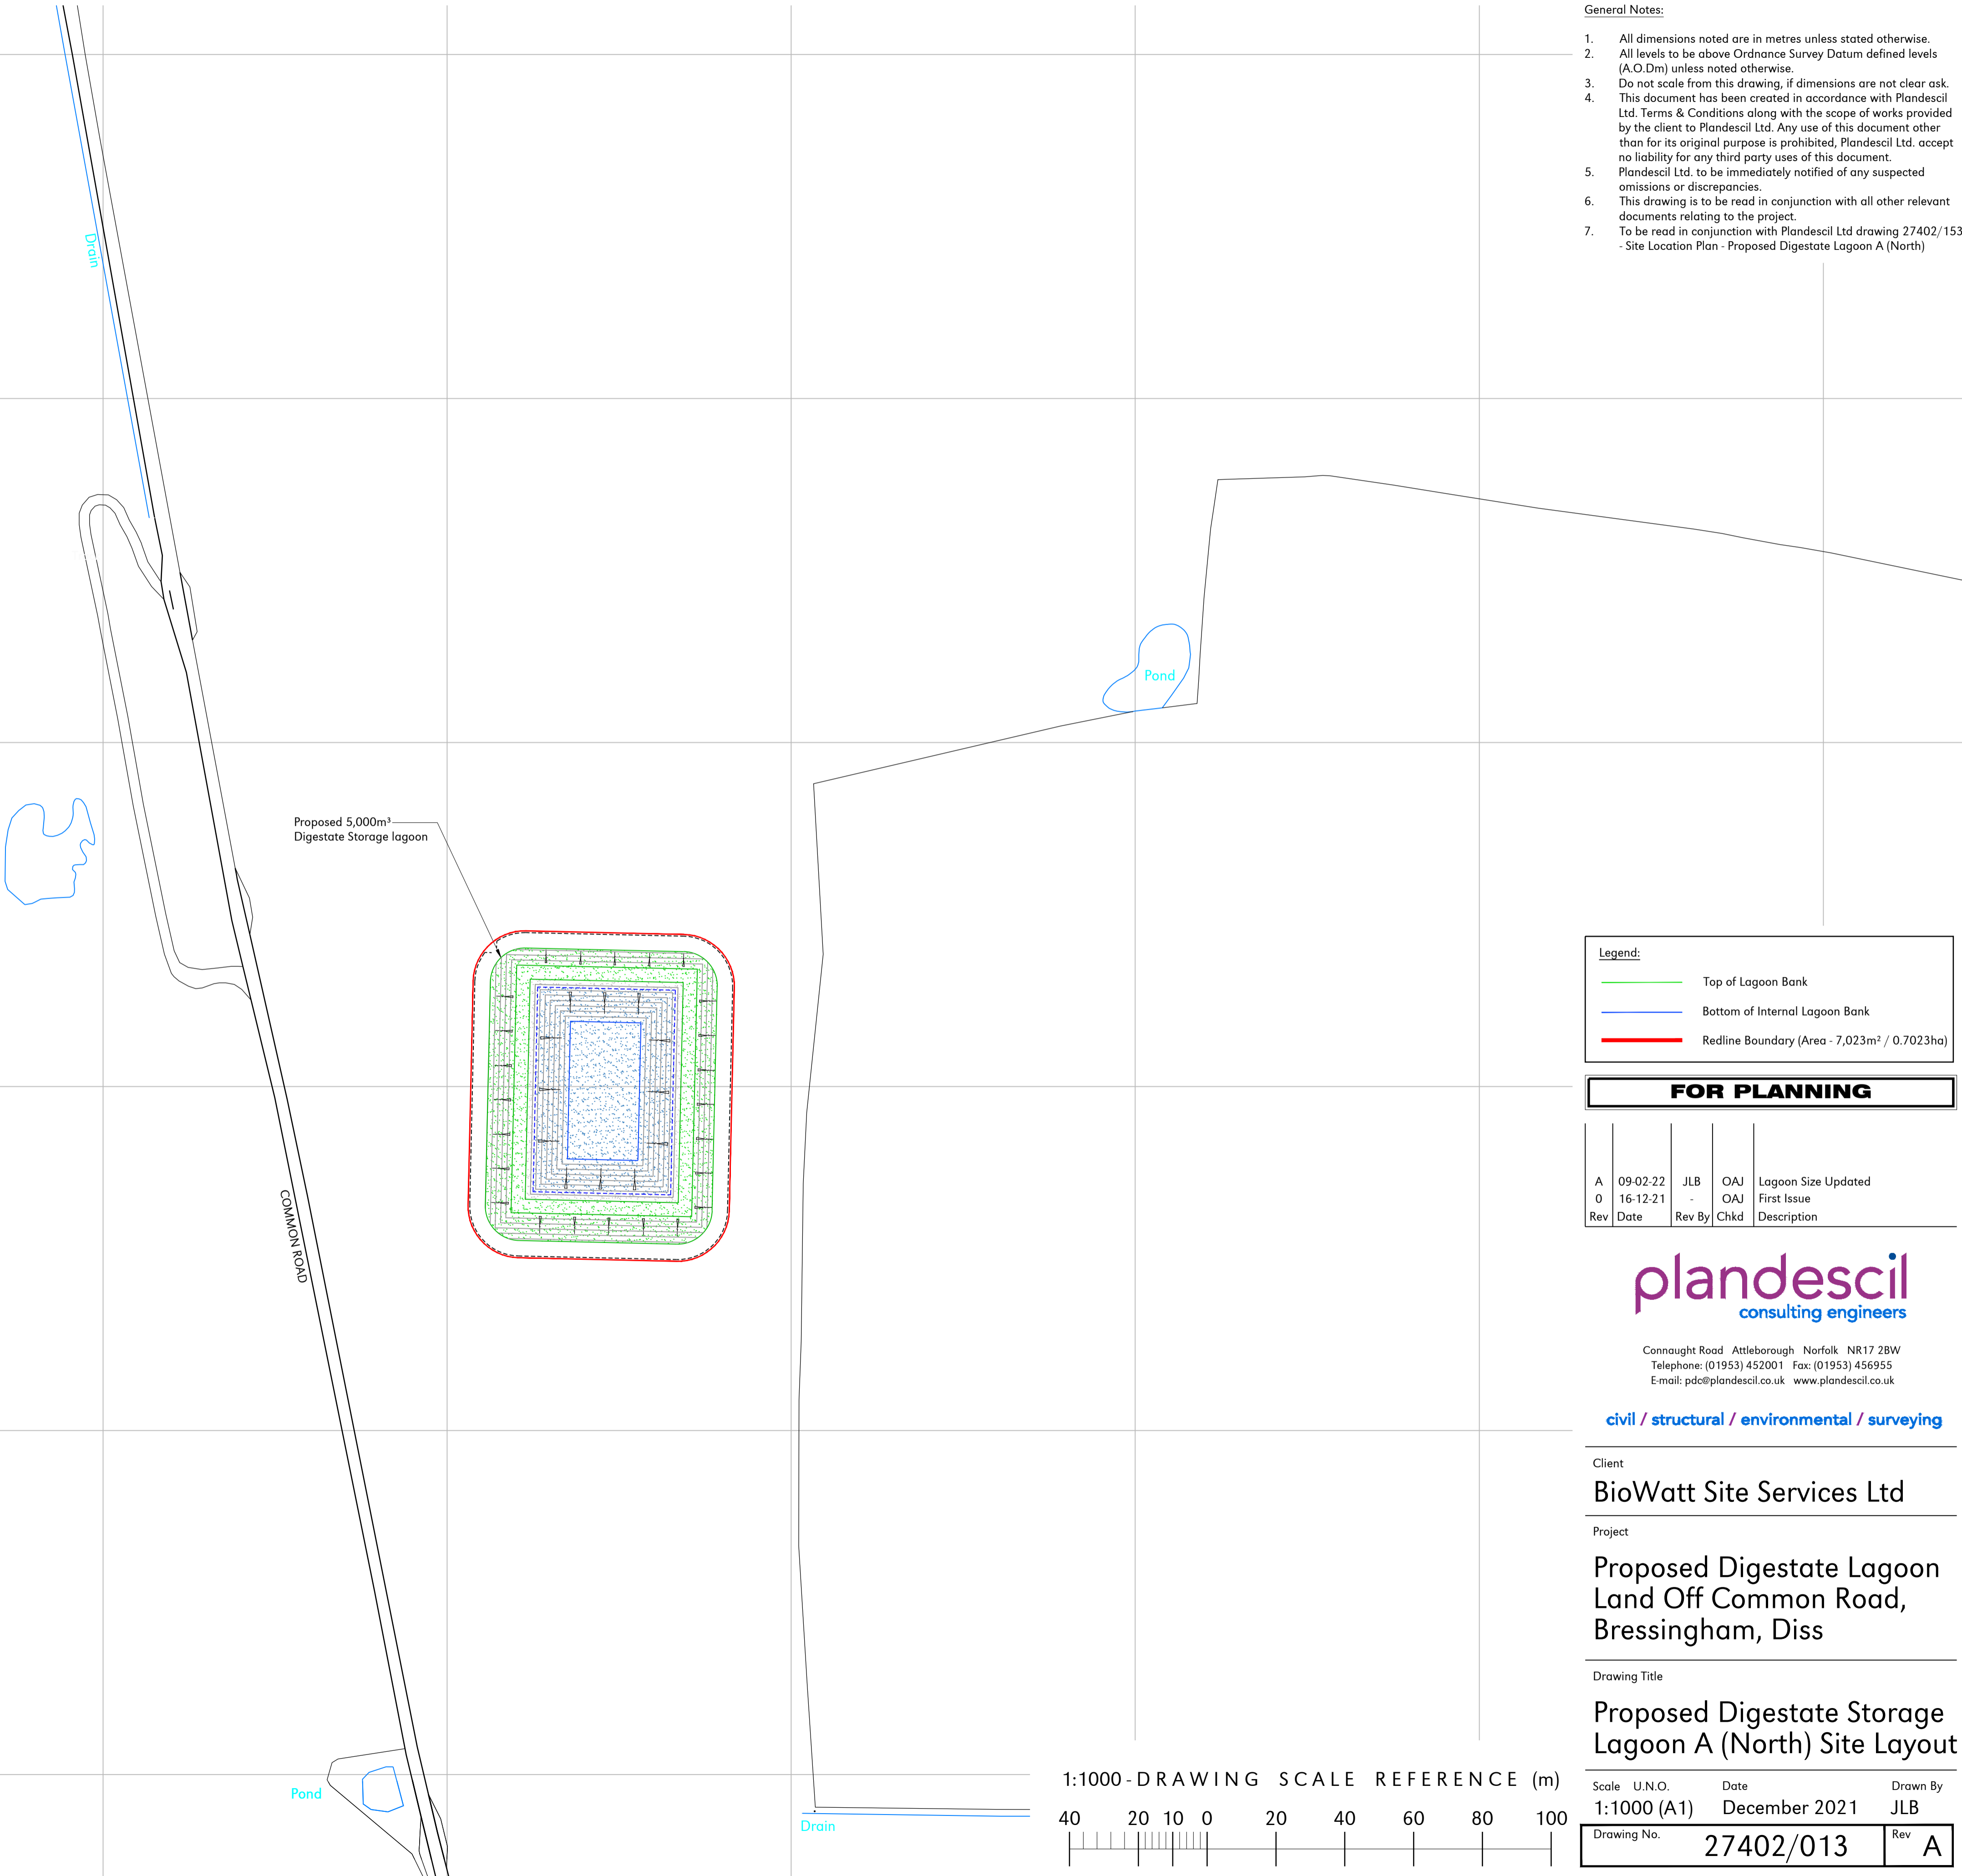 General Notes:
1. All dimensions noted are in metres unless stated otherwise.
2. All levels to be above Ordnance Survey Datum defined levels
(A.O.Dm) unless noted otherwise.
3. Do not scale from this drawing, if dimensions are not clear ask.
4. This document has been created in accordance with Plandescil
Ltd. Terms & Conditions along with the scope of works provided
by the client to Plandescil Ltd. Any use of this document other
than for its original purpose is prohibited, Plandescil Ltd. accept
no liability for any third party uses of this document.
5. Plandescil Ltd. to be immediately notified of any suspected
omissions or discrepancies.
6. This drawing is to be read in conjunction with all other relevant
documents relating to the project.
7. To be read in conjunction with Plandescil Ltd drawing 27402/153
- Site Location Plan - Proposed Digestate Lagoon A (North)
Drain
Pond
Proposed 5,000m³
Digestate Storage lagoon
COMMON ROAD
Pond
Drain
Legend:
Top of Lagoon Bank
Bottom of Internal Lagoon Bank
Redline Boundary (Area - 7,023m² / 0.7023ha)
FOR PLANNING
A 09-02-22 JLB OAJ Lagoon Size Updated
0 16-12-21 - OAJ First Issue
Rev Date Rev By Chkd Description
plandescil
consulting engineers
Connaught Road Attleborough Norfolk NR17 2BW
Telephone: (01953) 452001 Fax: (01953) 456955
E-mail: pdc@plandescil.co.uk www.plandescil.co.uk
civil / structural / environmental / surveying
Client
BioWatt Site Services Ltd
Project
Proposed Digestate Lagoon
Land Off Common Road,
Bressingham, Diss
Drawing Title
Proposed Digestate Storage
Lagoon A (North) Site Layout
Scale U.N.O. Date Drawn By
1:1000 (A1) December 2021 JLB
Drawing No. 27402/013 Rev A
1:1000 - DRAWING SCALE REFERENCE (m)
40 20 10 0 20 40 60 80 100